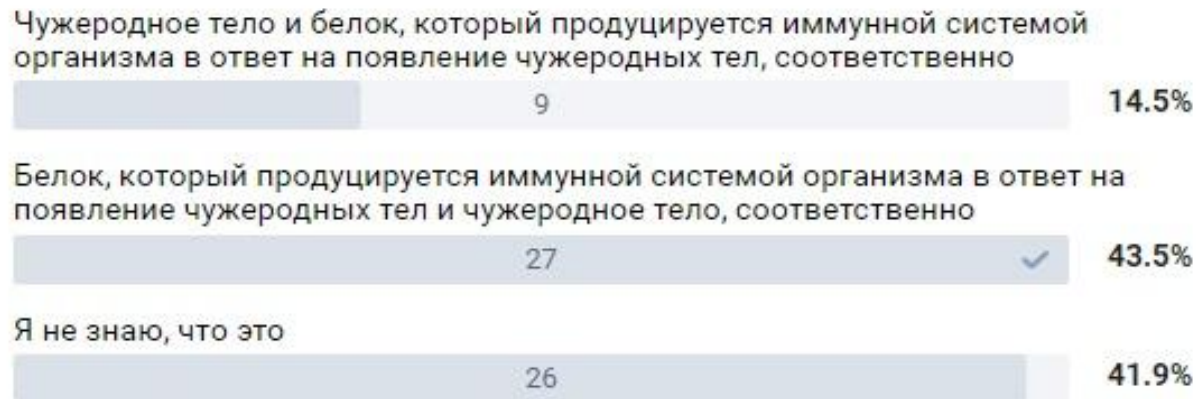 Чужеродное тело и белок, который продуцируется иммунной системой
организма в ответ на появление чужеродных тел, соответственно
9
14.5%
Белок, который продуцируется иммунной системой организма в ответ на
появление чужеродных тел и чужеродное тело, соответственно
27
43.5%
Я не знаю, что это
26
41.9%